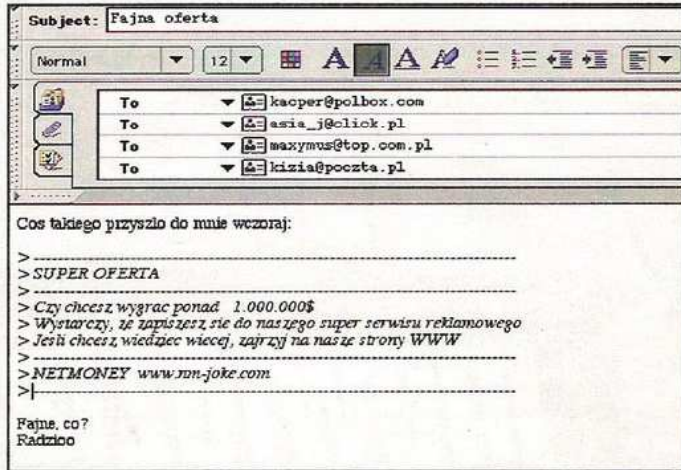 Subject: Fajna oferta
Normal 12 A A A
To kacper@polbox.com
To asia_j@click.pl
To maxymus@top.com.pl
To kizia@poczta.pl
Cos takiego przyszlo do mnie wczoraj:
>------------------------------------------------------------
> SUPER OFERTA
>------------------------------------------------------------
> Czy chcesz wygrac ponad 1.000.000$
> Wystarczy, ze zapiszesz sie do naszego super serwisu reklamowego
> Jesli chcesz wiedziec wiecej, zajrzyj na nasze strony WWW
>------------------------------------------------------------
>NETMONEY www.nm-joke.com
>------------------------------------------------------------
Fajne, co?
Radzioo